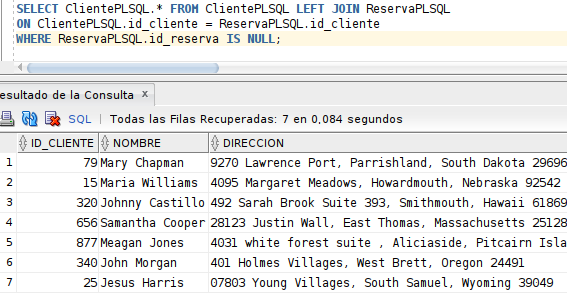 SELECT ClientePLSQL.* FROM ClientePLSQL LEFT JOIN ReservaPLSQL
ON ClientePLSQL.id_cliente = ReservaPLSQL.id_cliente
WHERE ReservaPLSQL.id_reserva IS NULL;
esultado de la Consulta x
SQL | Todas las Filas Recuperadas: 7 en 0,084 segundos
ID_CLIENTE NOMBRE DIRECCION
1 79 Mary Chapman 9270 Lawrence Port, Parrishland, South Dakota 29696
2 15 Maria Williams 4095 Margaret Meadows, Howardmouth, Nebraska 92542
3 320 Johnny Castillo 492 Sarah Brook Suite 393, Smithmouth, Hawaii 61869
4 656 Samantha Cooper 28123 Justin Wall, East Thomas, Massachusetts 25128
5 877 Meagan Jones 4031 white forest suite , Aliciaside, Pitcairn Isla
6 340 John Morgan 401 Holmes Villages, West Brett, Oregon 24491
7 25 Jesus Harris 07803 Young Villages, South Samuel, Wyoming 39049